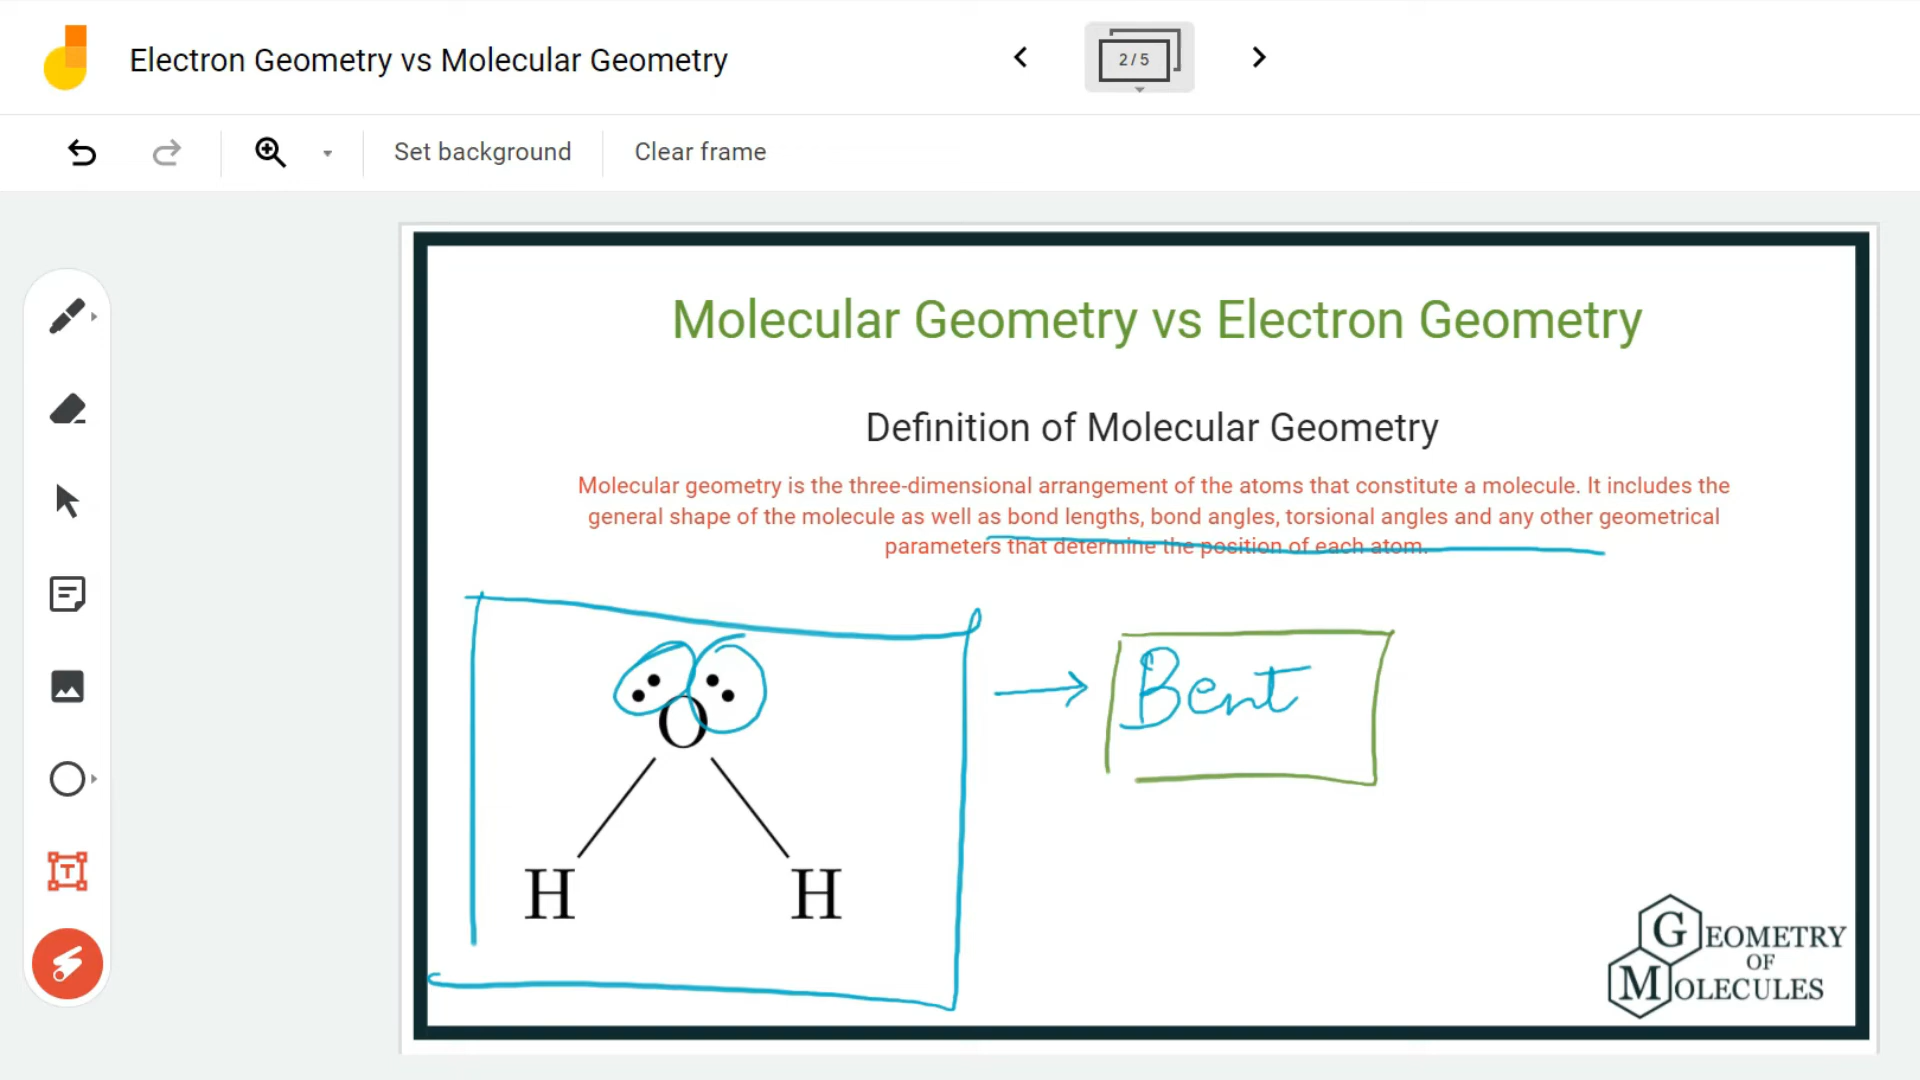 Electron Geometry vs Molecular Geometry
2 / 5
Set background
Clear frame
Molecular Geometry vs Electron Geometry
Definition of Molecular Geometry
Molecular geometry is the three-dimensional arrangement of the atoms that constitute a molecule. It includes the
general shape of the molecule as well as bond lengths, bond angles, torsional angles and any other geometrical
parameters that determine the position of each atom.
Bent
O
H H
T
GEOMETRY
OF
MOLECULES